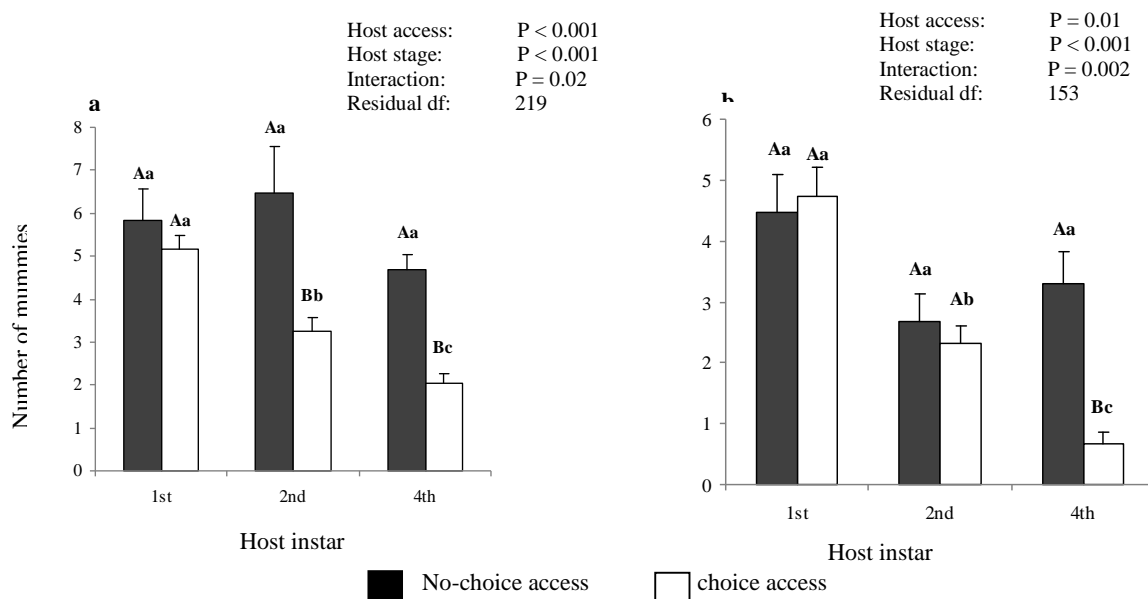 Host access: P < 0.001
Host stage: P < 0.001
Interaction: P = 0.02
Residual df: 219
a
Number of mummies
8
7
6
5
4
3
2
1
0
Aa
Aa
Aa
Bb
Aa
Bc
1st 2nd 4th
Host instar
Host access: P = 0.01
Host stage: P < 0.001
Interaction: P = 0.002
Residual df: 153
b
6
5
4
3
2
1
0
Aa
Aa
Aa
Ab
Aa
Bc
1st 2nd 4th
Host instar
No-choice access choice access